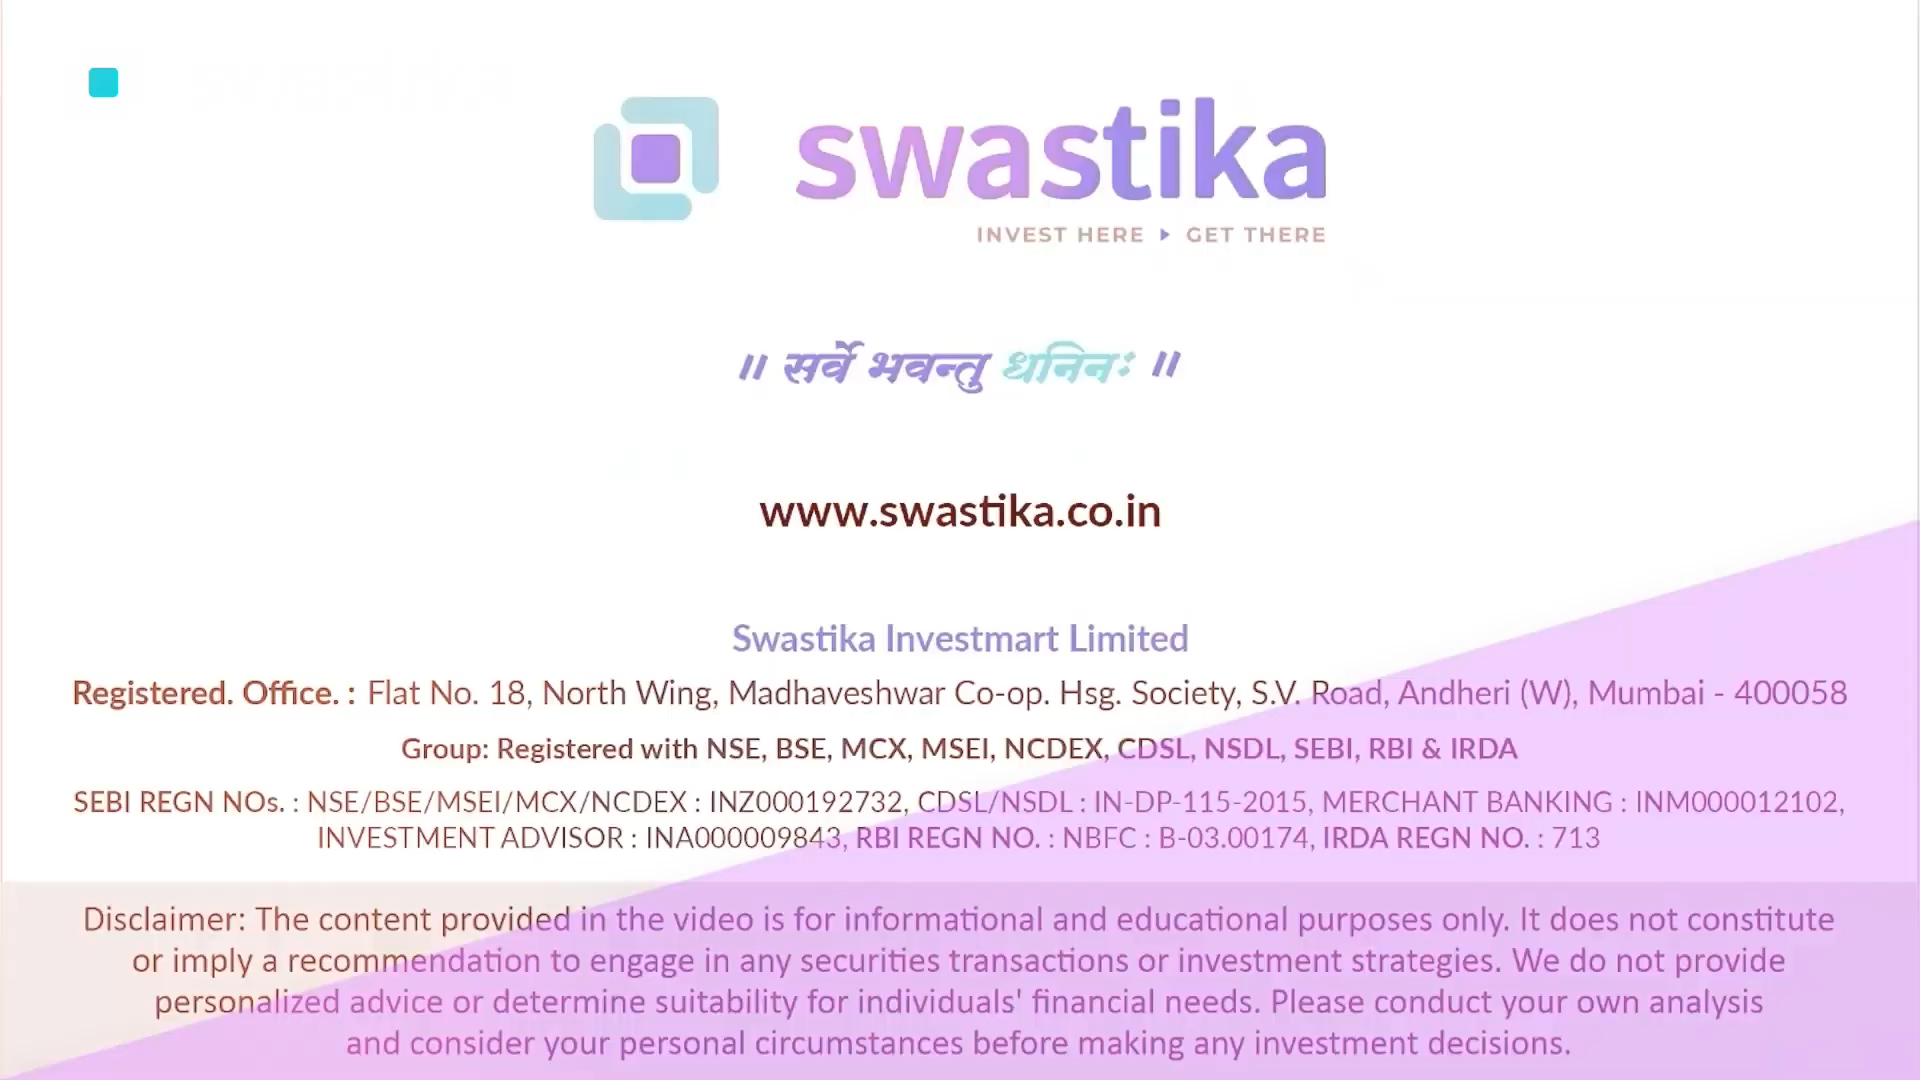 swastika
INVEST HERE ▸ GET THERE
॥ सर्वे भवन्तु धनिनः ॥
www.swastika.co.in
Swastika Investmart Limited
Registered. Office. : Flat No. 18, North Wing, Madhaveshwar Co-op. Hsg. Society, S.V. Road, Andheri (W), Mumbai - 400058
Group: Registered with NSE, BSE, MCX, MSEI, NCDEX, CDSL, NSDL, SEBI, RBI & IRDA
SEBI REGN NOs. : NSE/BSE/MSEI/MCX/NCDEX : INZ000192732, CDSL/NSDL : IN-DP-115-2015, MERCHANT BANKING : INM000012102,
INVESTMENT ADVISOR : INA000009843, RBI REGN NO. : NBFC : B-03.00174, IRDA REGN NO. : 713
Disclaimer: The content provided in the video is for informational and educational purposes only. It does not constitute
or imply a recommendation to engage in any securities transactions or investment strategies. We do not provide
personalized advice or determine suitability for individuals' financial needs. Please conduct your own analysis
and consider your personal circumstances before making any investment decisions.